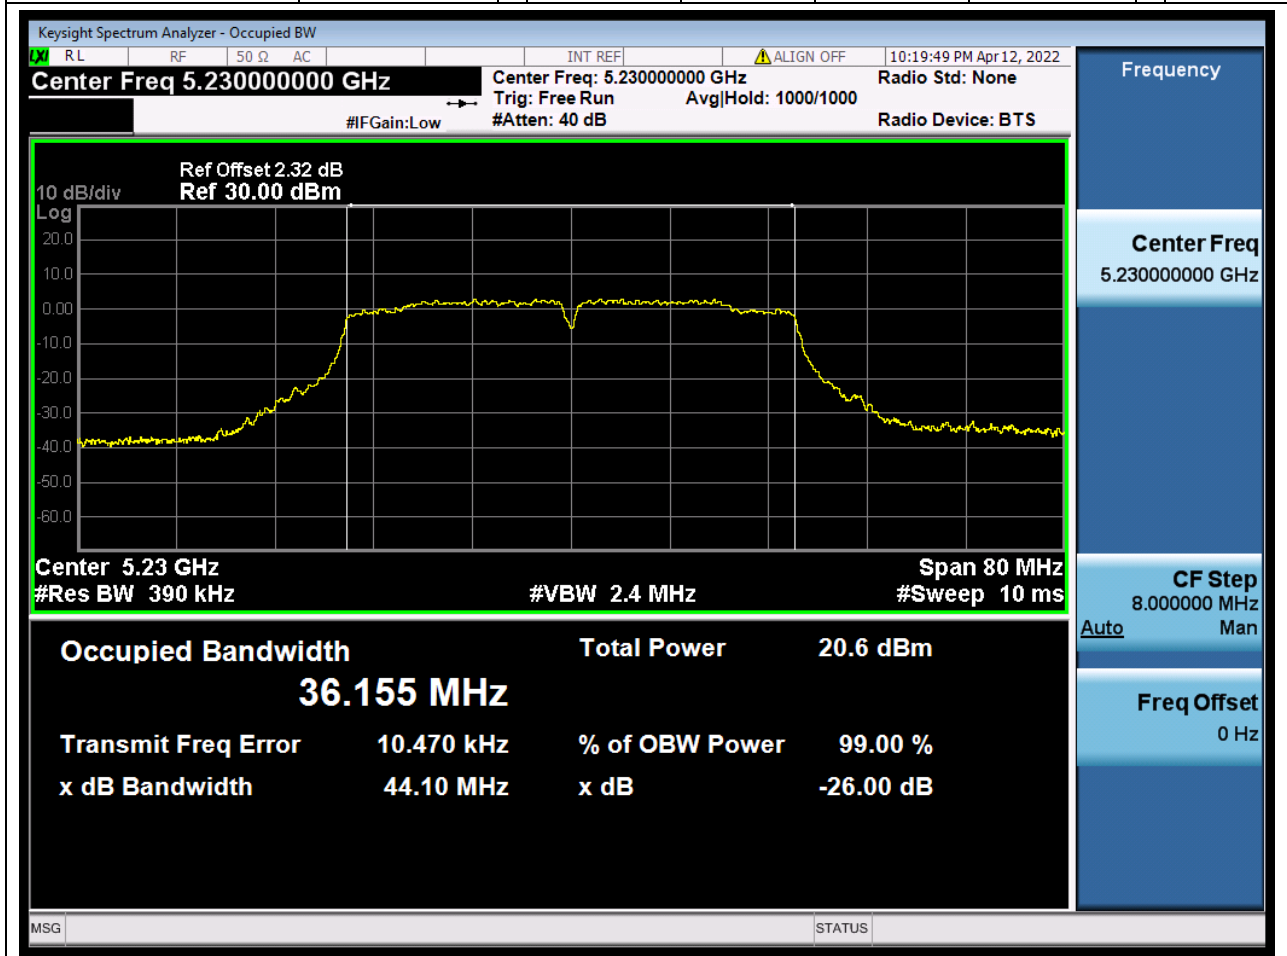 Keysight Spectrum Analyzer - Occupied BW
LXI RL RF 50 Ω AC INT REF ALIGN OFF 10:19:49 PM Apr 12, 2022
Center Freq 5.230000000 GHz
Center Freq: 5.230000000 GHz Radio Std: None
Trig: Free Run Avg|Hold: 1000/1000
#IFGain:Low #Atten: 40 dB Radio Device: BTS
Ref Offset 2.32 dB
10 dB/div Ref 30.00 dBm
Log
20.0
10.0
0.00
-10.0
-20.0
-30.0
-40.0
-50.0
-60.0
Center 5.23 GHz Span 80 MHz
#Res BW 390 kHz #VBW 2.4 MHz #Sweep 10 ms
Occupied Bandwidth Total Power 20.6 dBm
36.155 MHz
Transmit Freq Error 10.470 kHz % of OBW Power 99.00 %
x dB Bandwidth 44.10 MHz x dB -26.00 dB
MSG STATUS
Frequency
Center Freq
5.230000000 GHz
CF Step
8.000000 MHz
Auto Man
Freq Offset
0 Hz